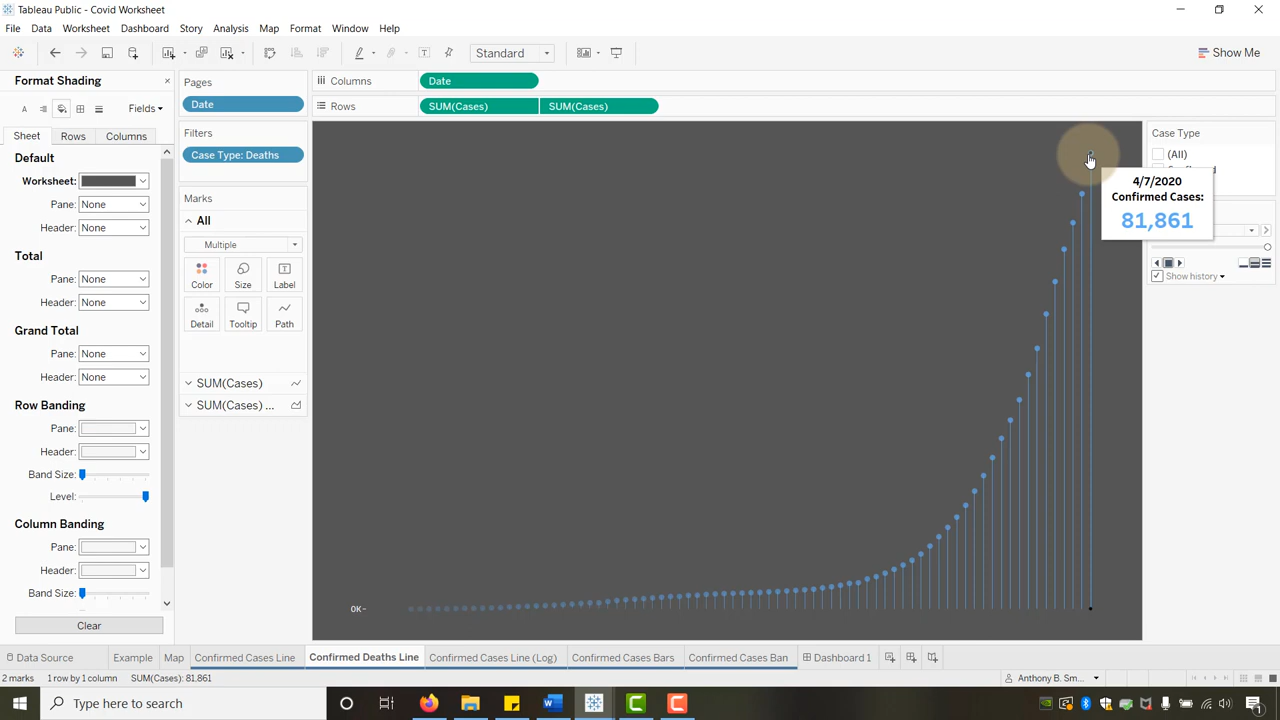 Tableau Public - Covid Worksheet
File Data Worksheet Dashboard Story Analysis Map Format Window Help
Standard
Show Me
Format Shading
Fields
Sheet Rows Columns
Default
Worksheet:
Pane: None
Header: None
Total
Pane: None
Header: None
Grand Total
Pane: None
Header: None
Row Banding
Pane:
Header:
Band Size:
Level:
Column Banding
Pane:
Header:
Band Size:
Clear
Pages
Date
Filters
Case Type: Deaths
Marks
All
Multiple
Color Size Label
Detail Tooltip Path
SUM(Cases)
SUM(Cases) ...
Columns Date
Rows SUM(Cases) SUM(Cases)
0K
Case Type
(All)
4/7/2020
Confirmed Cases:
81,861
Show history
Data Source Example Map Confirmed Cases Line Confirmed Deaths Line Confirmed Cases Line (Log) Confirmed Cases Bars Confirmed Cases Ban Dashboard 1
2 marks 1 row by 1 column SUM(Cases): 81,861
Anthony B. Sm...
Type here to search